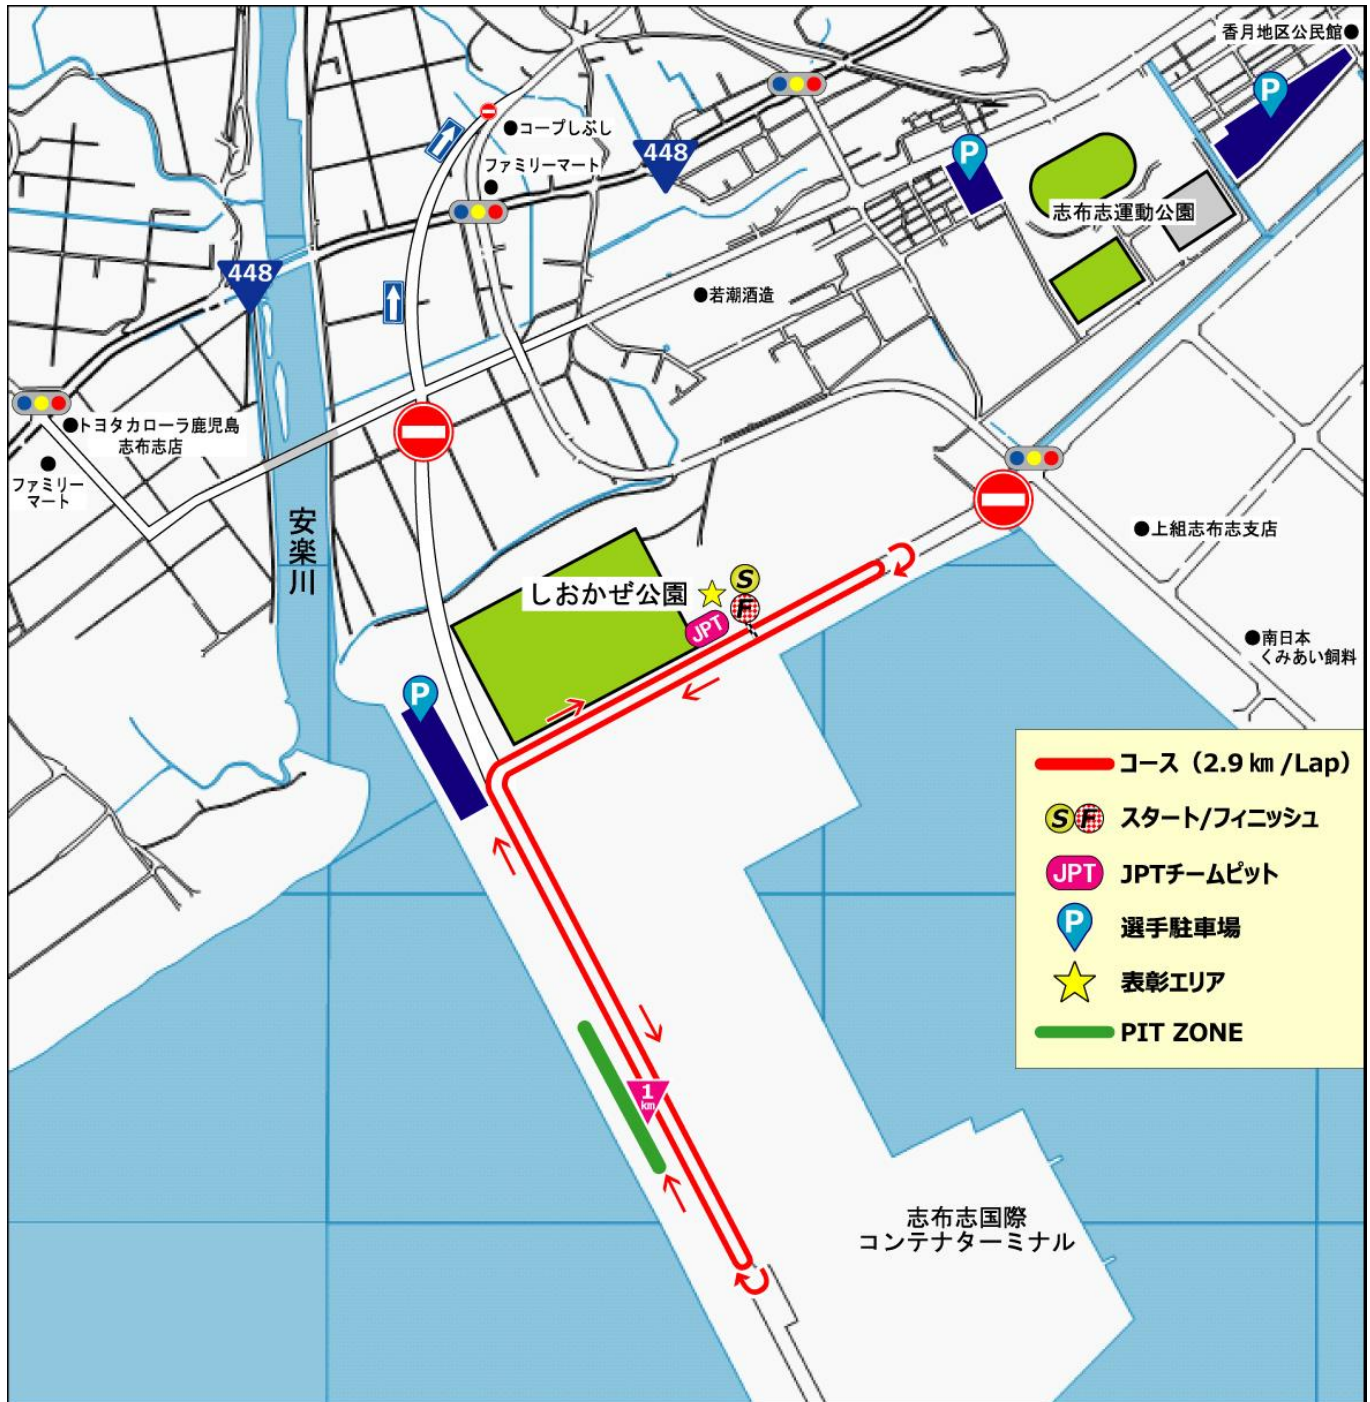 香月地区公民館
P
コープしぶし
ファミリーマート
448
P
志布志運動公園
448
若潮酒造
トヨタカローラ鹿児島
志布志店
ファミリー
マート
安楽川
上組志布志支店
しおかぜ公園
S
F
JPT
南日本
くみあい飼料
P
コース（2.9 km /Lap）
SF スタート/フィニッシュ
JPT JPTチームピット
P 選手駐車場
表彰エリア
PIT ZONE
1
km
志布志国際
コンテナターミナル